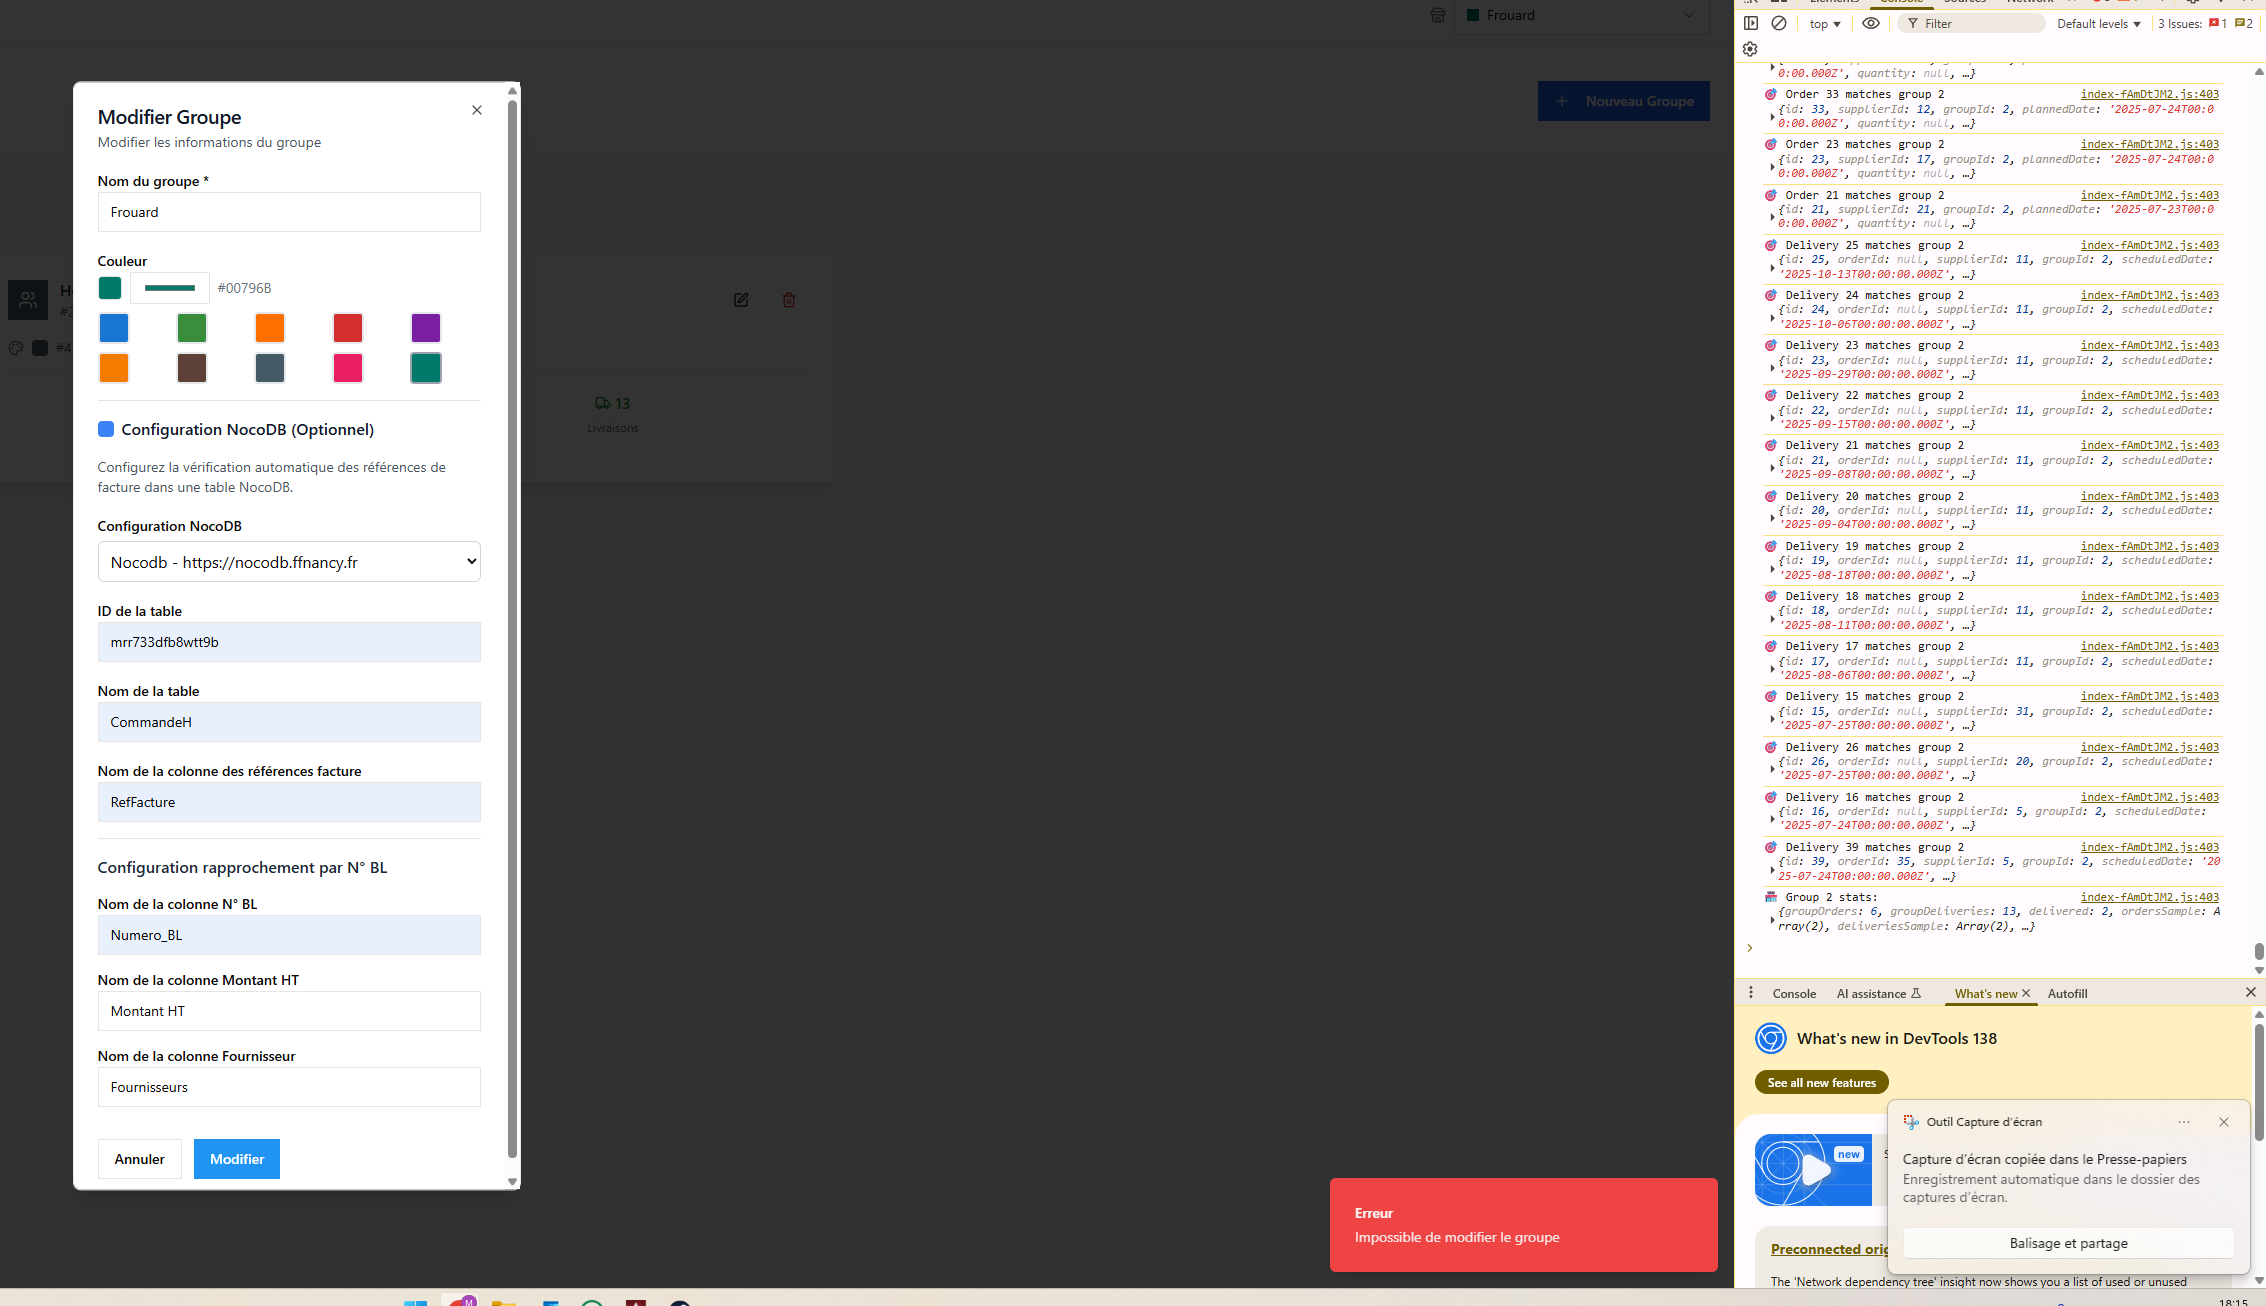 Frouard
Nouveau Groupe
Modifier Groupe
Modifier les informations du groupe
Nom du groupe *
Frouard
Couleur
#00796B
#4
Configuration NocoDB (Optionnel)
Configurez la vérification automatique des références de
facture dans une table NocoDB.
Configuration NocoDB
Nocodb - https://nocodb.ffnancy.fr
ID de la table
mrr733dfb8wtt9b
Nom de la table
CommandeH
Nom de la colonne des références facture
RefFacture
Configuration rapprochement par N° BL
Nom de la colonne N° BL
Numero_BL
Nom de la colonne Montant HT
Montant HT
Nom de la colonne Fournisseur
Fournisseurs
Annuler
Modifier
13
Livraisons
Erreur
Impossible de modifier le groupe
Elements Console Sources Network
top Filter Default levels 3 Issues: 1 2
0:00.000Z', quantity: null, …}
Order 33 matches group 2 index-fAmDtJM2.js:403
{id: 33, supplierId: 12, groupId: 2, plannedDate: '2025-07-24T00:0
0:00.000Z', quantity: null, …}
Order 23 matches group 2 index-fAmDtJM2.js:403
{id: 23, supplierId: 17, groupId: 2, plannedDate: '2025-07-24T00:0
0:00.000Z', quantity: null, …}
Order 21 matches group 2 index-fAmDtJM2.js:403
{id: 21, supplierId: 21, groupId: 2, plannedDate: '2025-07-23T00:0
0:00.000Z', quantity: null, …}
Delivery 25 matches group 2 index-fAmDtJM2.js:403
{id: 25, orderId: null, supplierId: 11, groupId: 2, scheduledDate:
'2025-10-13T00:00:00.000Z', …}
Delivery 24 matches group 2 index-fAmDtJM2.js:403
{id: 24, orderId: null, supplierId: 11, groupId: 2, scheduledDate:
'2025-10-06T00:00:00.000Z', …}
Delivery 23 matches group 2 index-fAmDtJM2.js:403
{id: 23, orderId: null, supplierId: 11, groupId: 2, scheduledDate:
'2025-09-29T00:00:00.000Z', …}
Delivery 22 matches group 2 index-fAmDtJM2.js:403
{id: 22, orderId: null, supplierId: 11, groupId: 2, scheduledDate:
'2025-09-15T00:00:00.000Z', …}
Delivery 21 matches group 2 index-fAmDtJM2.js:403
{id: 21, orderId: null, supplierId: 11, groupId: 2, scheduledDate:
'2025-09-08T00:00:00.000Z', …}
Delivery 20 matches group 2 index-fAmDtJM2.js:403
{id: 20, orderId: null, supplierId: 11, groupId: 2, scheduledDate:
'2025-09-04T00:00:00.000Z', …}
Delivery 19 matches group 2 index-fAmDtJM2.js:403
{id: 19, orderId: null, supplierId: 11, groupId: 2, scheduledDate:
'2025-08-18T00:00:00.000Z', …}
Delivery 18 matches group 2 index-fAmDtJM2.js:403
{id: 18, orderId: null, supplierId: 11, groupId: 2, scheduledDate:
'2025-08-11T00:00:00.000Z', …}
Delivery 17 matches group 2 index-fAmDtJM2.js:403
{id: 17, orderId: null, supplierId: 11, groupId: 2, scheduledDate:
'2025-08-06T00:00:00.000Z', …}
Delivery 15 matches group 2 index-fAmDtJM2.js:403
{id: 15, orderId: null, supplierId: 31, groupId: 2, scheduledDate:
'2025-07-25T00:00:00.000Z', …}
Delivery 26 matches group 2 index-fAmDtJM2.js:403
{id: 26, orderId: null, supplierId: 20, groupId: 2, scheduledDate:
'2025-07-25T00:00:00.000Z', …}
Delivery 16 matches group 2 index-fAmDtJM2.js:403
{id: 16, orderId: null, supplierId: 5, groupId: 2, scheduledDate:
'2025-07-24T00:00:00.000Z', …}
Delivery 39 matches group 2 index-fAmDtJM2.js:403
{id: 39, orderId: 35, supplierId: 5, groupId: 2, scheduledDate: '20
25-07-24T00:00:00.000Z', …}
Group 2 stats: index-fAmDtJM2.js:403
{groupOrders: 6, groupDeliveries: 13, delivered: 2, ordersSample: A
rray(2), deliveriesSample: Array(2), …}
Console AI assistance What's new Autofill
What's new in DevTools 138
See all new features
new
Preconnected orig
The 'Network dependency tree' insight now shows you a list of used or unused
Outil Capture d'écran
Capture d'écran copiée dans le Presse-papiers
Enregistrement automatique dans le dossier des
captures d'écran.
Balisage et partage
18:15